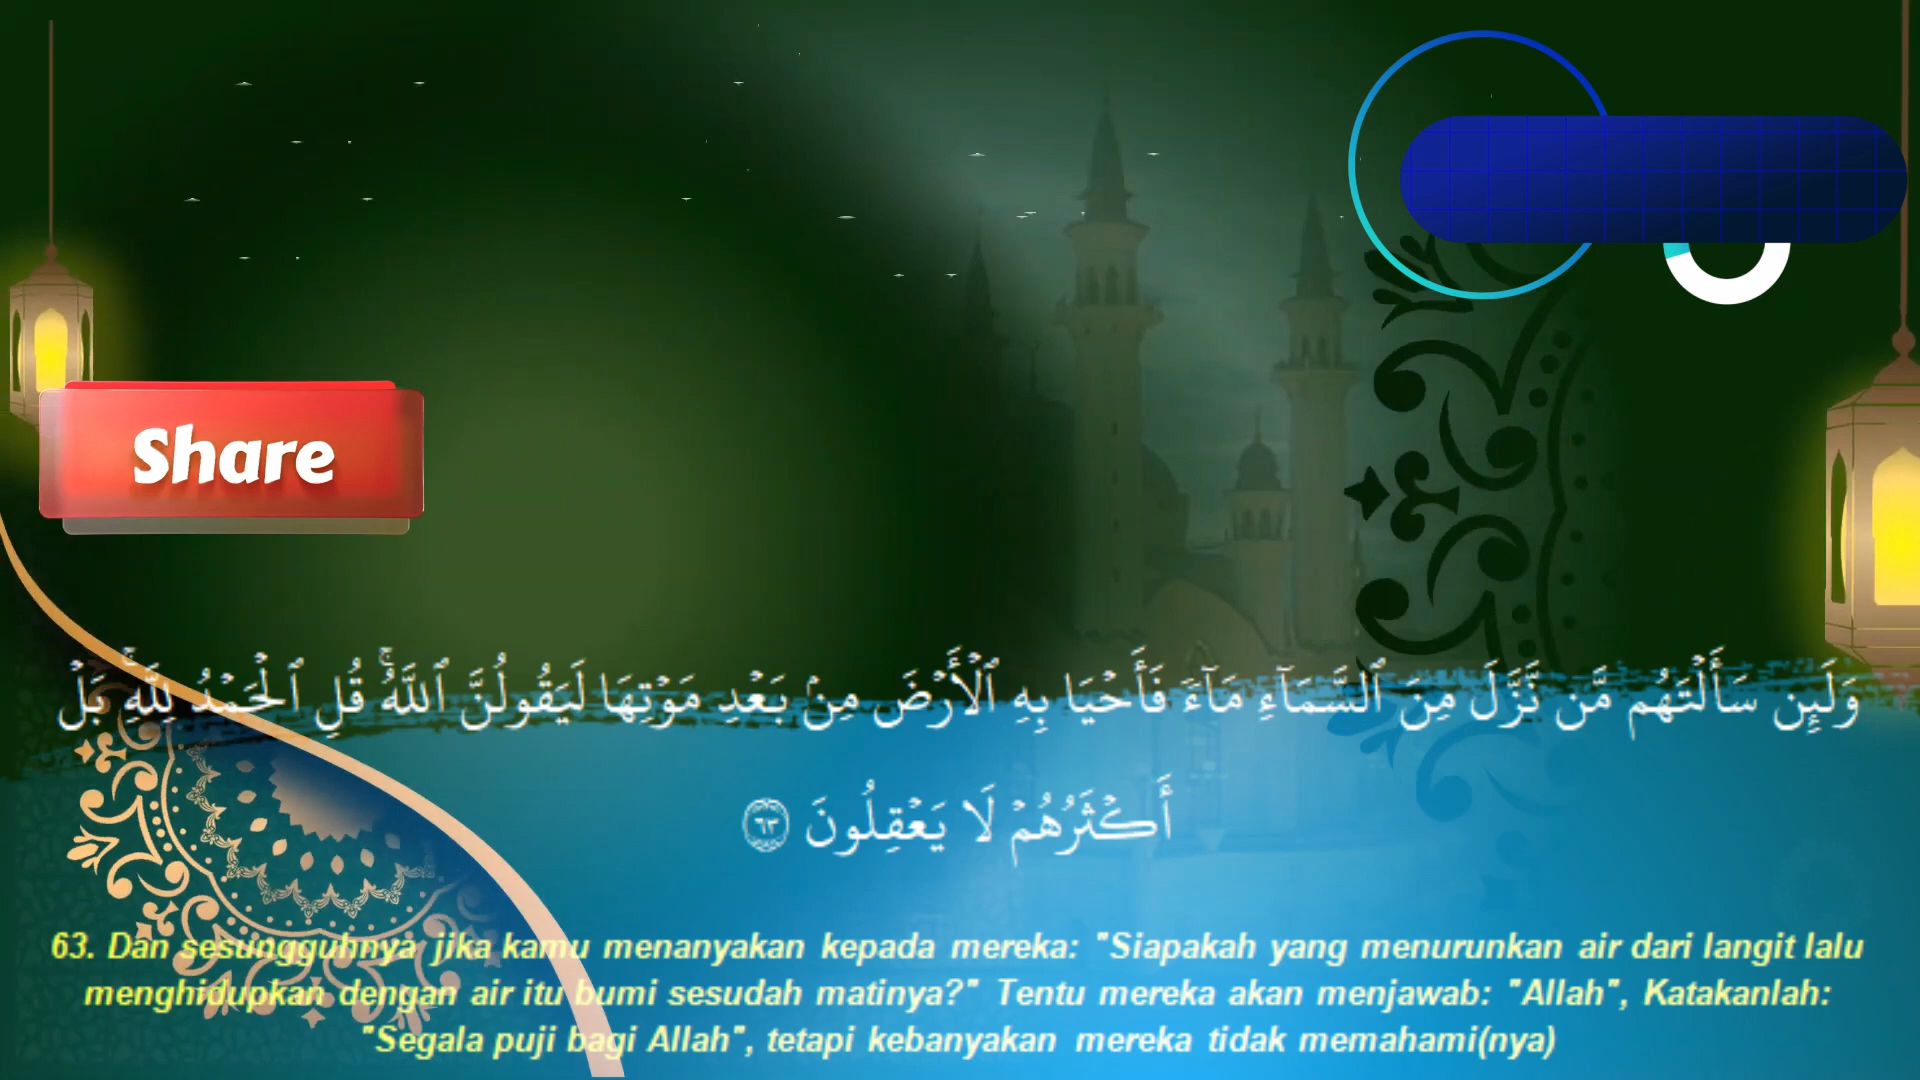 Share
وَلَئِن سَأَلْتَهُم مَّن نَّزَّلَ مِنَ ٱلسَّمَآءِ مَآءً فَأَحْيَا بِهِ ٱلْأَرْضَ مِنۢ بَعْدِ مَوْتِهَا لَيَقُولُنَّ ٱللَّهُ ۚ قُلِ ٱلْحَمْدُ لِلَّهِ ۚ بَلْ
أَكْثَرُهُمْ لَا يَعْقِلُونَ ٦٣
63. Dan sesungguhnya jika kamu menanyakan kepada mereka: "Siapakah yang menurunkan air dari langit lalu
menghidupkan dengan air itu bumi sesudah matinya?" Tentu mereka akan menjawab: "Allah", Katakanlah:
"Segala puji bagi Allah", tetapi kebanyakan mereka tidak memahami(nya)